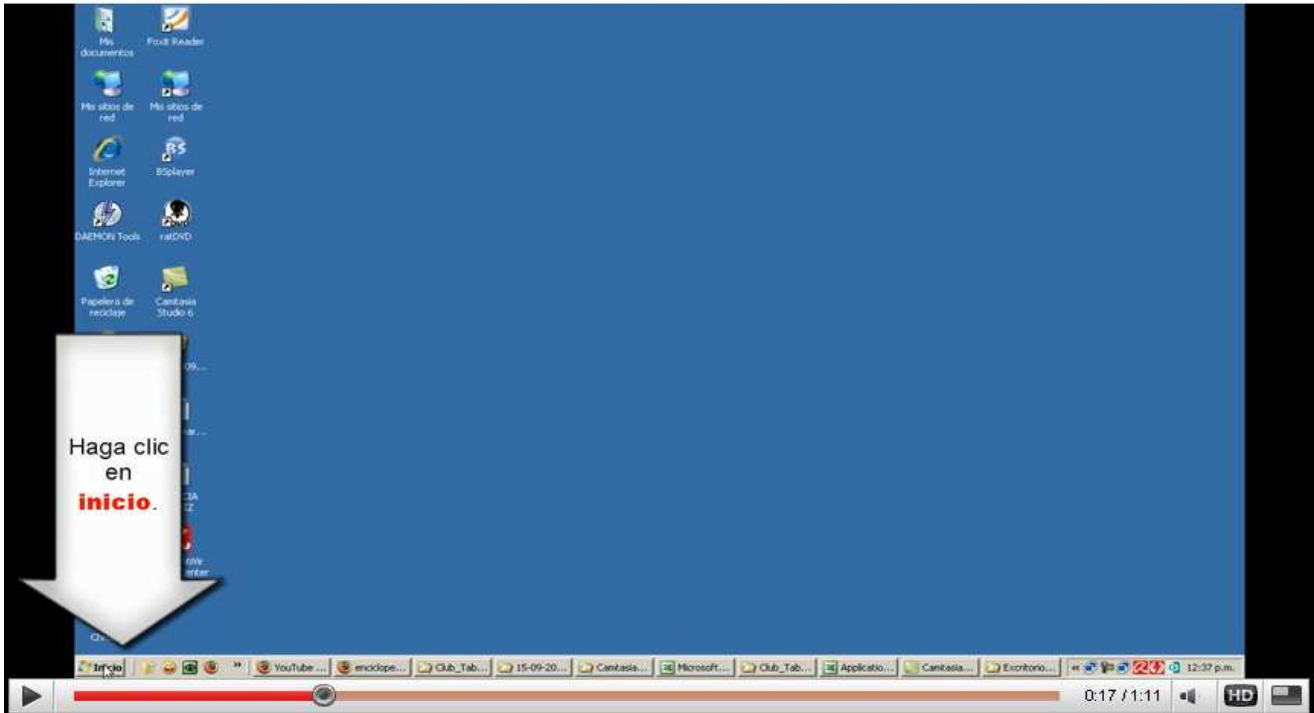 Mis documentos
Foxit Reader
Mis sitios de red
Mis sitios de red
Internet Explorer
BSplayer
DAEMON Tools
ratDVD
Papelera de reciclaje
Camtasia Studio 6
09...
Haga clic
en
inicio.
Inicio
YouTube ...
enciclope...
Club_Tab...
15-09-20...
Camtasia...
Microsoft...
Club_Tab...
Applicatio...
Camtasia...
Escritorio...
12:37 p.m.
0:17 / 1:11
HD